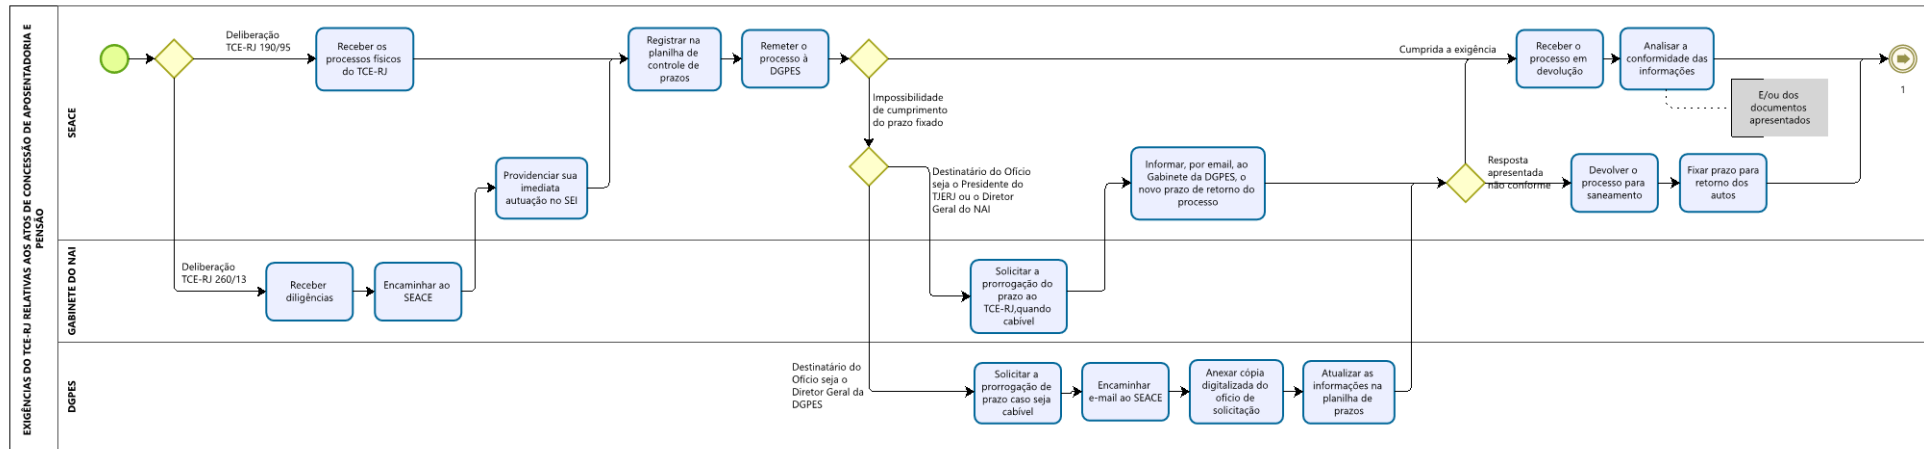 EXIGÊNCIAS DO TCE-RJ RELATIVAS AOS ATOS DE CONCESSÃO DE APOSENTADORIA E
PENSÃO
SEACE
Deliberação
TCE-RJ 190/95
Receber os
processos físicos
do TCE-RJ
Registrar na
planilha de
controle de
prazos
Remeter o
processo à
DGPES
Cumprida a exigência
Receber o
processo em
devolução
Analisar a
conformidade das
informações
E/ou dos
documentos
apresentados
1
Impossibilidade
de cumprimento
do prazo fixado
Providenciar sua
imediata
autuação no SEI
Destinatário do Ofício
seja o Presidente do
TJERJ ou o Diretor
Geral do NAI
Informar, por email, ao
Gabinete da DGPES, o
novo prazo de retorno do
processo
Resposta
apresentada
não conforme
Devolver o
processo para
saneamento
Fixar prazo para
retorno dos
autos
GABINETE DO NAI
Deliberação
TCE-RJ 260/13
Receber
diligências
Encaminhar ao
SEACE
Solicitar a
prorrogação do
prazo ao
TCE-RJ,quando
cabível
DGPES
Destinatário do
Ofício seja o
Diretor Geral da
DGPES
Solicitar a
prorrogação de
prazo caso seja
cabível
Encaminhar
e-mail ao SEACE
Anexar cópia
digitalizada do
ofício de
solicitação
Atualizar as
informações na
planilha de
prazos